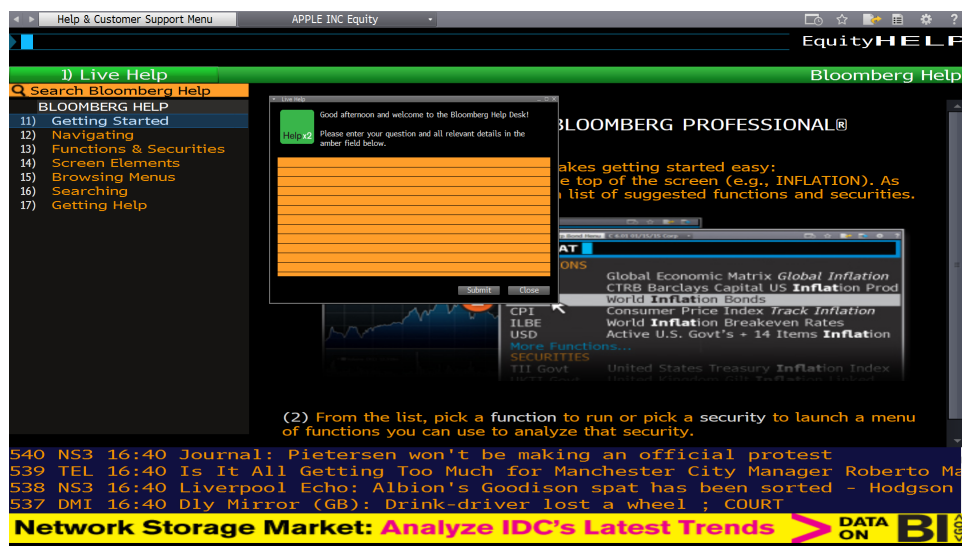 Help & Customer Support Menu
APPLE INC Equity
?
EquityHELP
1) Live Help
Bloomberg Help
Search Bloomberg Help
BLOOMBERG HELP
11) Getting Started
12) Navigating
13) Functions & Securities
14) Screen Elements
15) Browsing Menus
16) Searching
17) Getting Help
Live Help
Help x2
Good afternoon and welcome to the Bloomberg Help Desk!
Please enter your question and all relevant details in the
amber field below.
Submit
Close
BLOOMBERG PROFESSIONAL®
akes getting started easy:
e top of the screen (e.g., INFLATION). As
list of suggested functions and securities.
AT
ONS
Global Economic Matrix Global Inflation
CTRB Barclays Capital US Inflation Prod
World Inflation Bonds
CPI Consumer Price Index Track Inflation
ILBE World Inflation Breakeven Rates
USD Active U.S. Govt's + 14 Items Inflation
More Functions...
SECURITIES
TII Govt United States Treasury Inflation Index
(2) From the list, pick a function to run or pick a security to launch a menu
of functions you can use to analyze that security.
540 NS3 16:40 Journal: Pietersen won't be making an official protest
539 TEL 16:40 Is It All Getting Too Much for Manchester City Manager Roberto Ma
538 NS3 16:40 Liverpool Echo: Albion's Goodison spat has been sorted - Hodgson
537 DMI 16:40 Dly Mirror (GB): Drink-driver lost a wheel ; COURT
Network Storage Market: Analyze IDC's Latest Trends > DATA ON BI <GO>